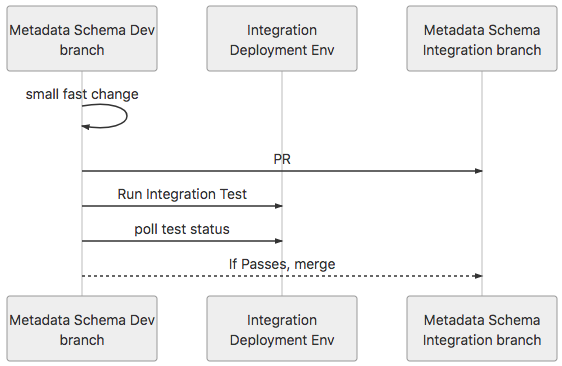 Metadata Schema Dev
branch
Integration
Deployment Env
Metadata Schema
Integration branch
small fast change
PR
Run Integration Test
poll test status
If Passes, merge
Metadata Schema Dev
branch
Integration
Deployment Env
Metadata Schema
Integration branch